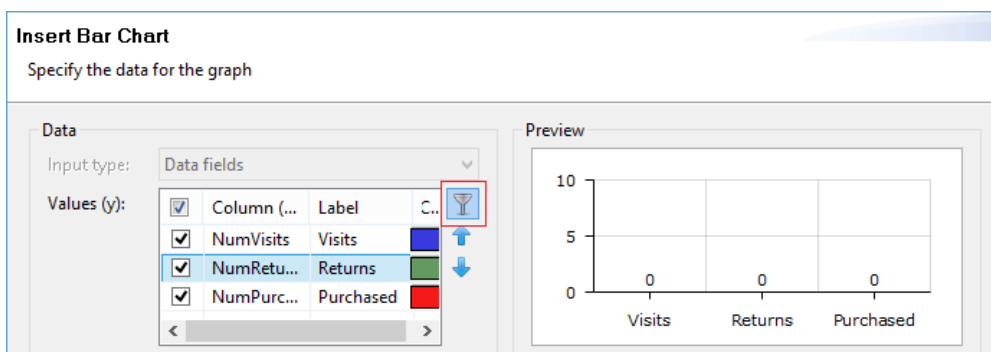 Insert Bar Chart
Specify the data for the graph
Data
Input type: Data fields
Values (y):
Column (... Label C..
NumVisits Visits
NumRetu... Returns
NumPurc... Purchased
Preview
10
5
0
0 0 0
Visits Returns Purchased